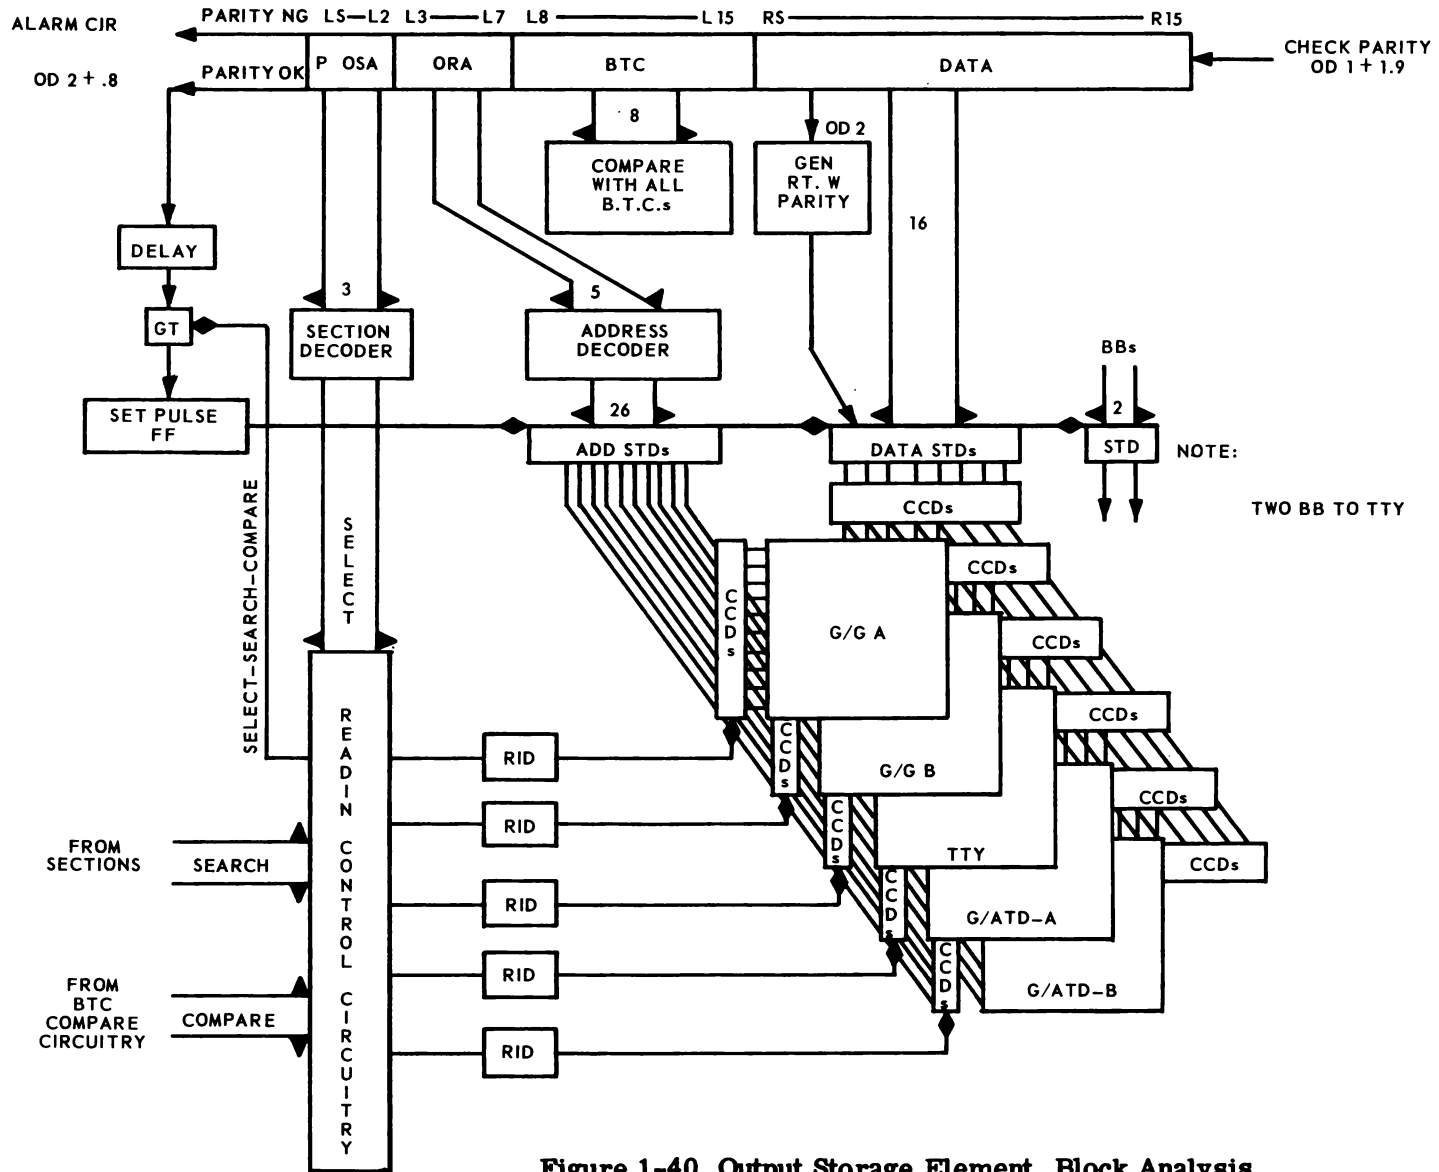 PARITY NG LS—L2 L3——L7 L8————L15 RS————R15
ALARM CIR
P OSA
ORA
BTC
DATA
CHECK PARITY
OD 1 + 1.9
PARITY OK
OD 2 + .8
8
OD 2
COMPARE
WITH ALL
B.T.C.s
GEN
RT. W
PARITY
16
DELAY
3
5
GT
SECTION
DECODER
ADDRESS
DECODER
BBs
SET PULSE
FF
26
2
ADD STDs
DATA STDs
STD
NOTE:
TWO BB TO TTY
CCDs
SELECT
SELECT–SEARCH–COMPARE
CCDs
CCDs
G/G A
CCDs
READIN CONTROL CIRCUITRY
CCDs
RID
CCDs
G/G B
CCDs
RID
CCDs
TTY
CCDs
FROM
SECTIONS
SEARCH
RID
CCDs
G/ATD–A
RID
CCDs
G/ATD–B
FROM
BTC
COMPARE
CIRCUITRY
COMPARE
RID
Figure 1-40. Output Storage Element, Block Analysis